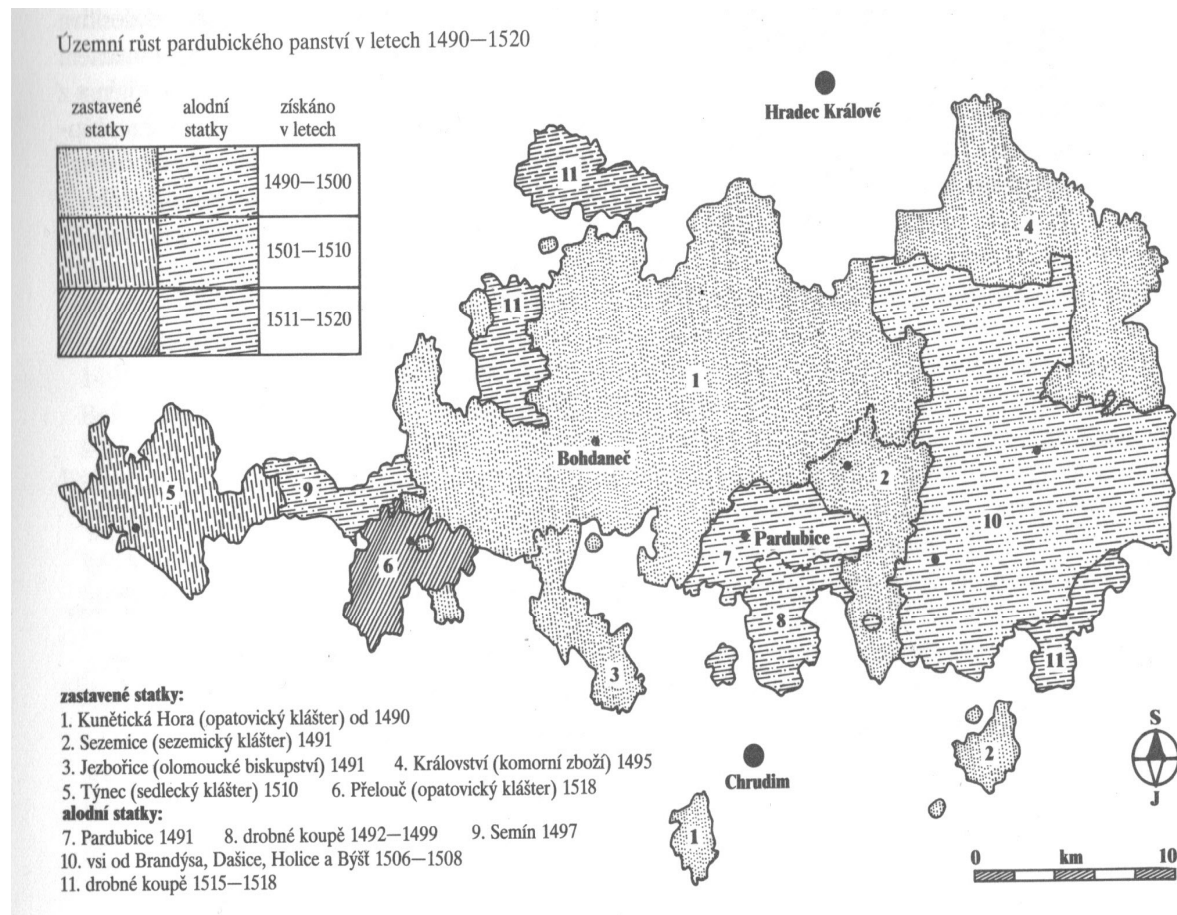 Územní růst pardubického panství v letech 1490—1520
zastavené statky
alodní statky
získáno v letech
1490—1500
1501—1510
1511—1520
Hradec Králové
11
4
11
1
Bohdaneč
2
5
9
10
Pardubice
7
6
8
3
11
zastavené statky:
1. Kunětická Hora (opatovický klášter) od 1490
2. Sezemice (sezemický klášter) 1491
3. Jezbořice (olomoucké biskupství) 1491 4. Království (komorní zboží) 1495
5. Týnec (sedlecký klášter) 1510 6. Přelouč (opatovický klášter) 1518
alodní statky:
7. Pardubice 1491 8. drobné koupě 1492—1499 9. Semín 1497
10. vsi od Brandýsa, Dašice, Holice a Býšť 1506—1508
11. drobné koupě 1515—1518
Chrudim
2
1
S
J
0 km 10